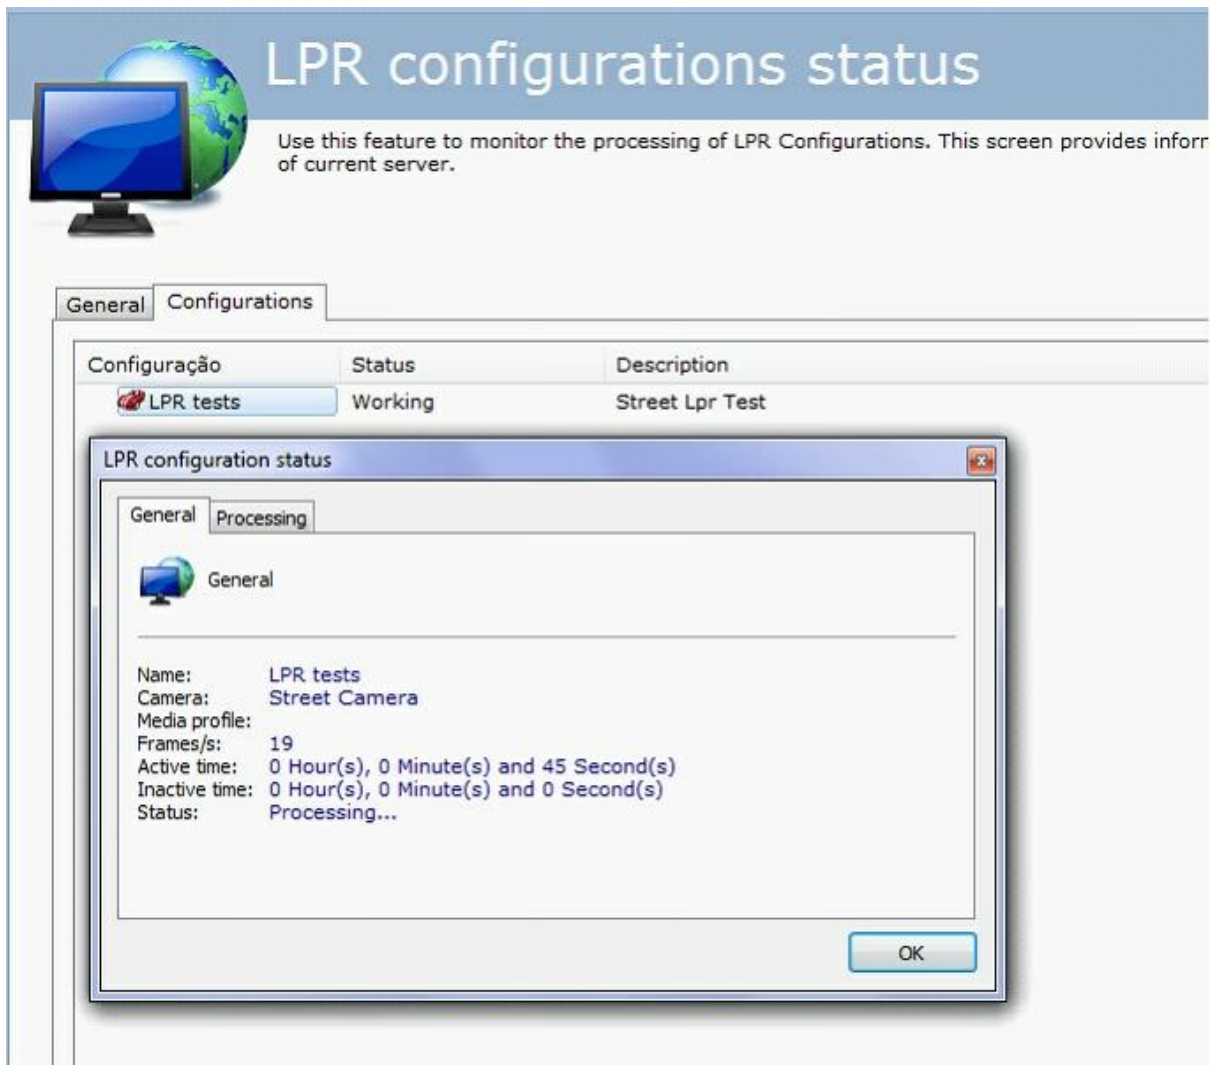 LPR configurations status
Use this feature to monitor the processing of LPR Configurations. This screen provides
of current server.
General Configurations
Configuração Status Description
LPR tests Working Street Lpr Test
LPR configuration status
General Processing
General
Name: LPR tests
Camera: Street Camera
Media profile:
Frames/s: 19
Active time: 0 Hour(s), 0 Minute(s) and 45 Second(s)
Inactive time: 0 Hour(s), 0 Minute(s) and 0 Second(s)
Status: Processing...
OK